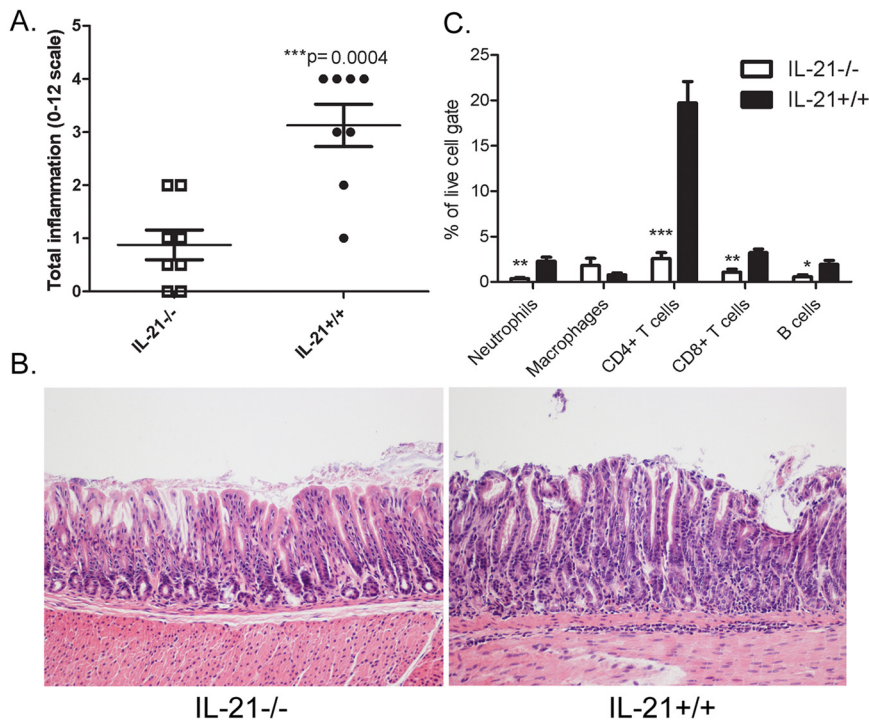 A.
Total inflammation (0-12 scale)
5
4
3
2
1
0
***p= 0.0004
IL-21-/-
IL-21+/+
C.
% of live cell gate
25
20
15
10
5
0
IL-21-/-
IL-21+/+
**
***
**
*
Neutrophils
Macrophages
CD4+ T cells
CD8+ T cells
B cells
B.
IL-21-/-
IL-21+/+